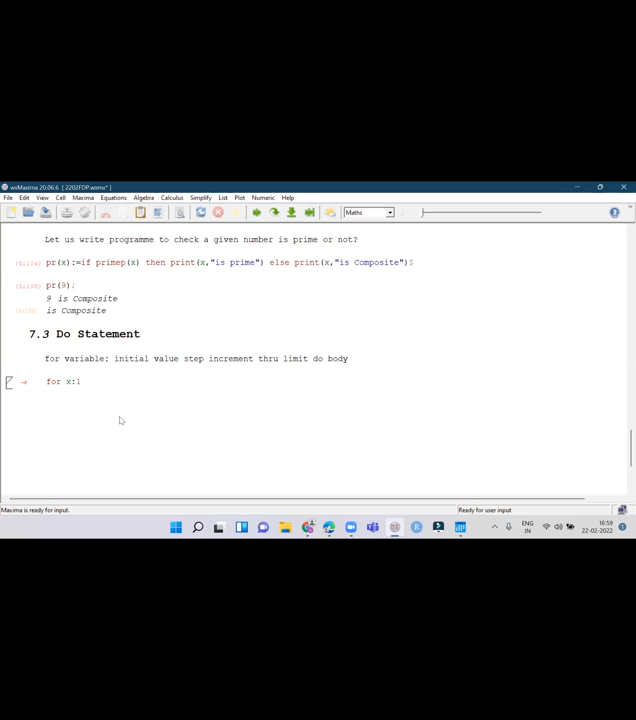 wxMaxima 20.06.6 [ 2202FDP.wxmx* ]
File Edit View Cell Maxima Equations Algebra Calculus Simplify List Plot Numeric Help
Maths
Let us write programme to check a given number is prime or not?
pr(x):=if primep(x) then print(x,"is prime") else print(x,"is Composite")$
pr(9);
9 is Composite
is Composite
7.3 Do Statement
for variable: initial value step increment thru limit do body
for x:1
Maxima is ready for input. Ready for user input
ENG 16:59
IN 22-02-2022